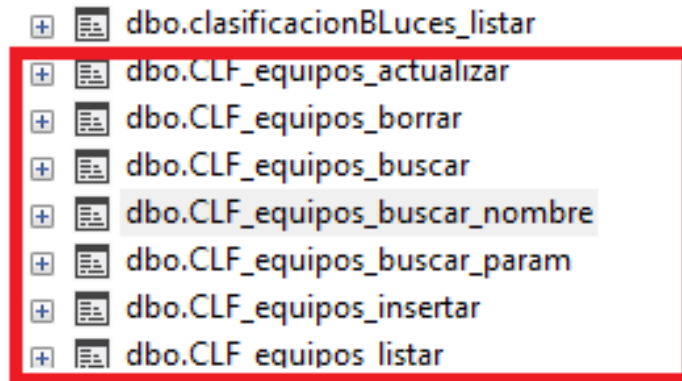 dbo.clasificacionBLuces_listar
dbo.CLF_equipos_actualizar
dbo.CLF_equipos_borrar
dbo.CLF_equipos_buscar
dbo.CLF_equipos_buscar_nombre
dbo.CLF_equipos_buscar_param
dbo.CLF_equipos_insertar
dbo.CLF_equipos_listar